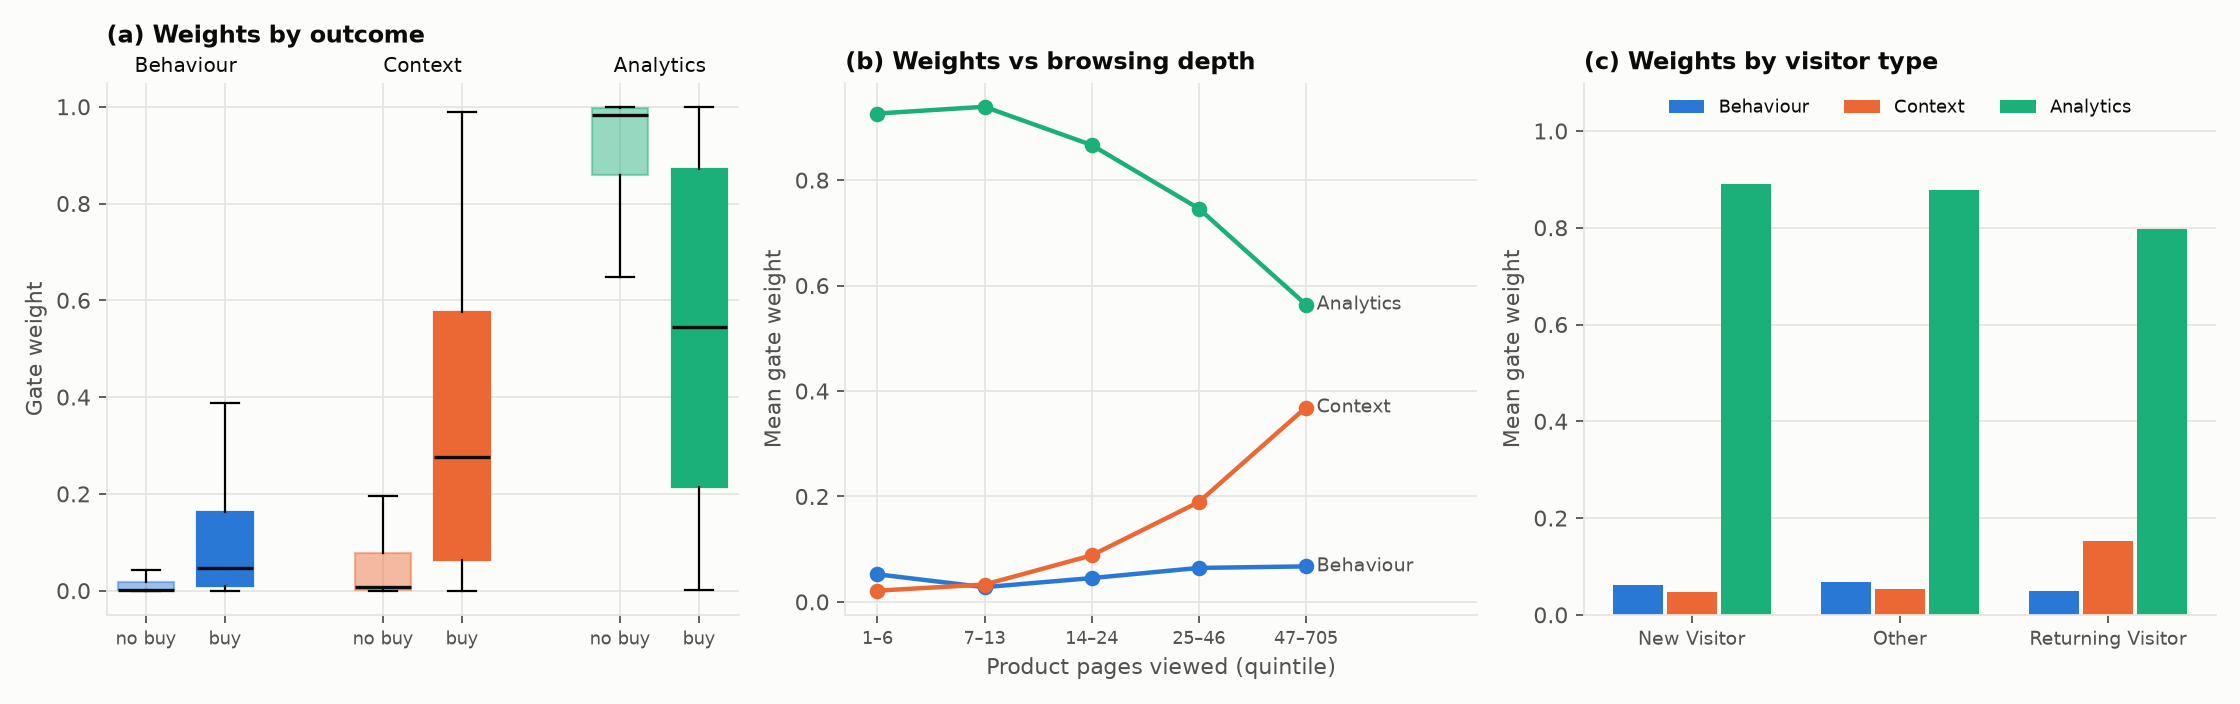 (a) Weights by outcome
Behaviour Context Analytics
Gate weight
1.0
0.8
0.6
0.4
0.2
0.0
no buy buy no buy buy no buy buy
(b) Weights vs browsing depth
Mean gate weight
0.8
0.6
0.4
0.2
0.0
Analytics
Context
Behaviour
1–6 7–13 14–24 25–46 47–705
Product pages viewed (quintile)
(c) Weights by visitor type
Behaviour Context Analytics
Mean gate weight
1.0
0.8
0.6
0.4
0.2
0.0
New Visitor Other Returning Visitor